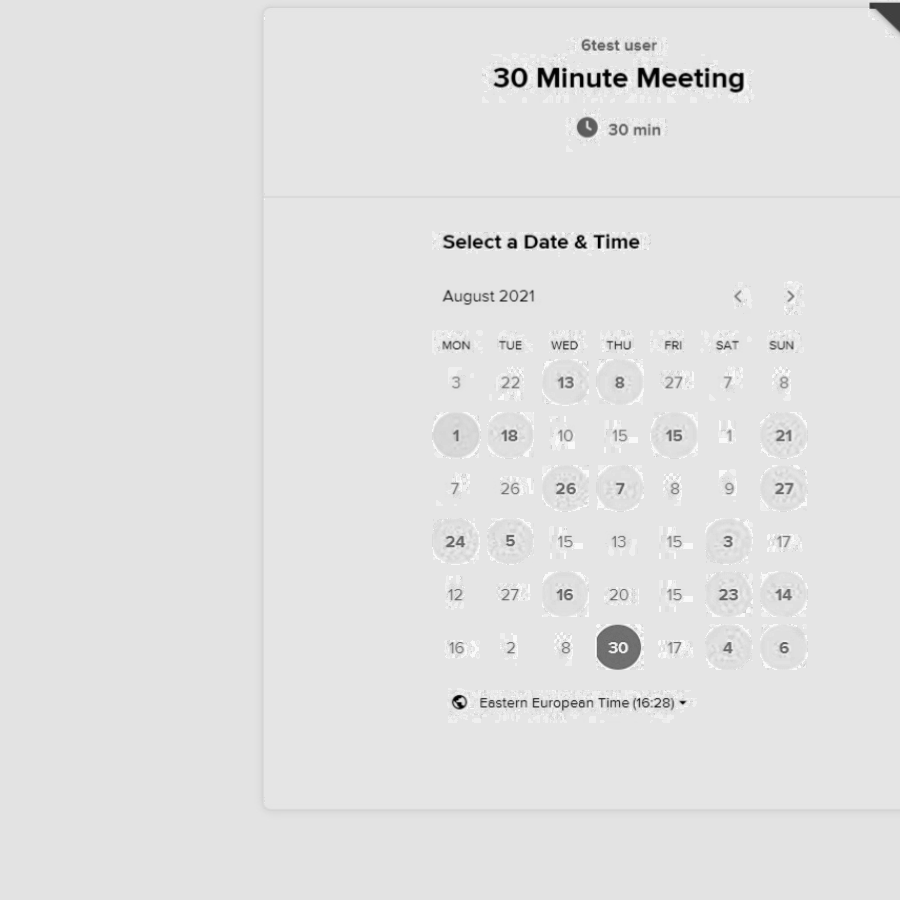 6test user
30 Minute Meeting
30 min
Select a Date & Time
August 2021
MON TUE WED THU FRI SAT SUN
3 22 13 8 27 7 8
1 18 10 15 15 1 21
7 26 26 7 8 9 27
24 5 15 13 15 3 17
12 27 16 20 15 23 14
16 2 8 30 17 4 6
Eastern European Time (16:28)